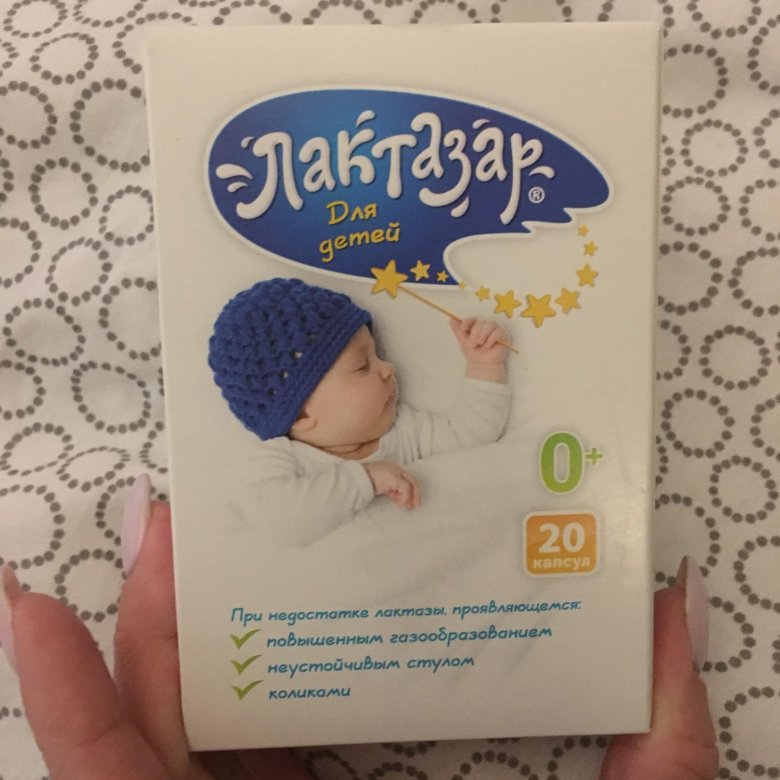 Лактазар®
Для
детей
0+
20
капсул
При недостатке лактазы, проявляющемся:
повышенным газообразованием
неустойчивым стулом
коликами